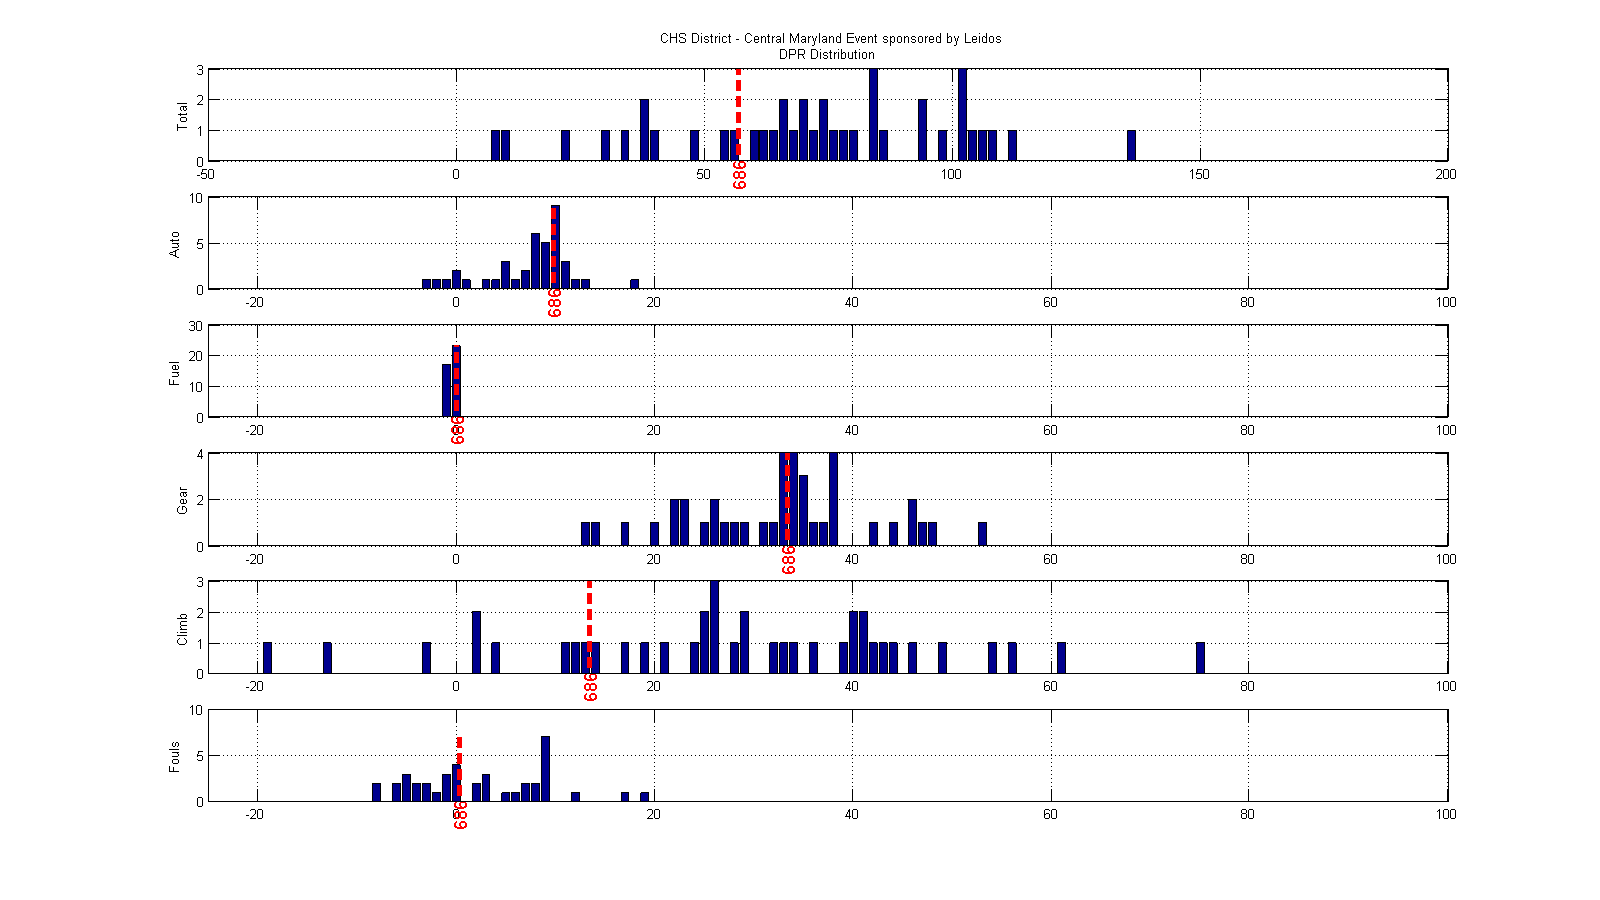 CHS District - Central Maryland Event sponsored by Leidos
DPR Distribution
Total
3
2
1
0
-50 0 50 100 150 200
686
Auto
10
5
0
-20 0 20 40 60 80 100
686
Fuel
30
20
10
0
-20 0 20 40 60 80 100
686
Gear
4
2
0
-20 0 20 40 60 80 100
686
Climb
3
2
1
0
-20 0 20 40 60 80 100
686
Fouls
10
5
0
-20 0 20 40 60 80 100
686